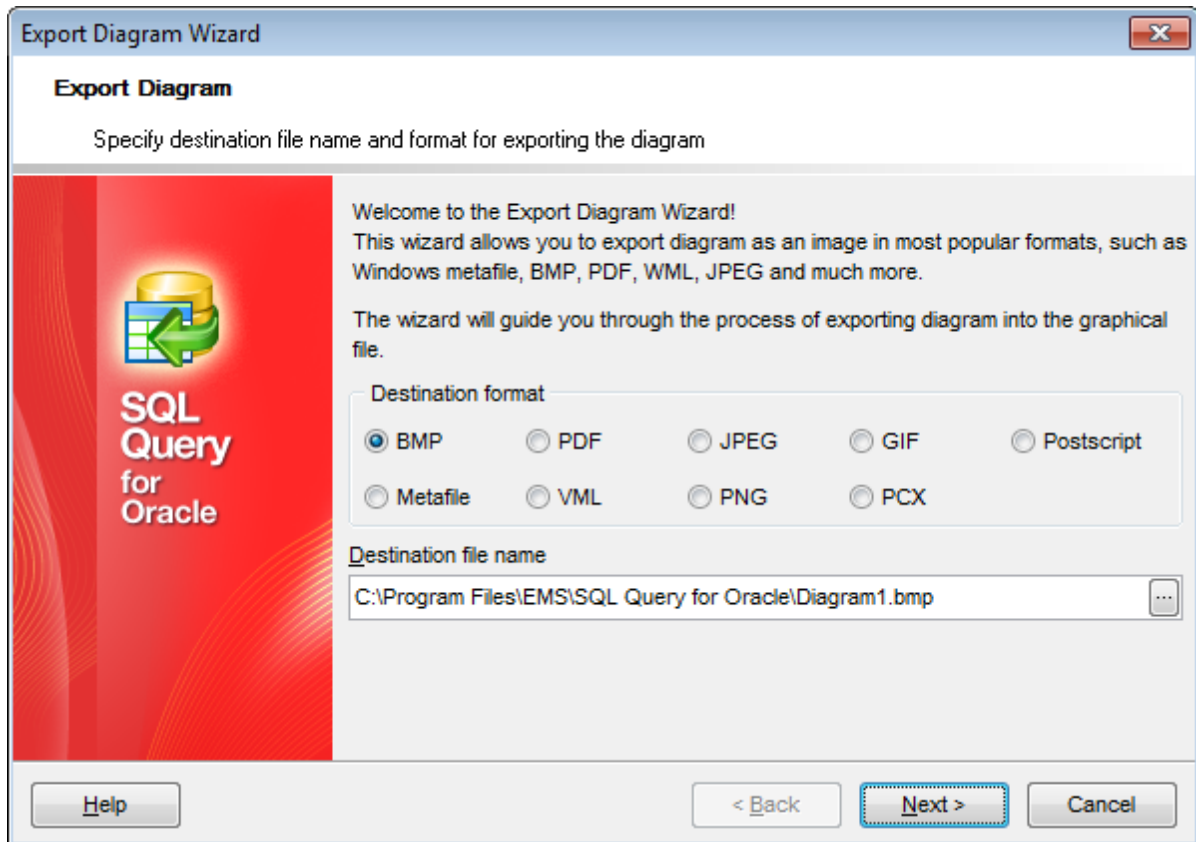 Export Diagram Wizard
Export Diagram
Specify destination file name and format for exporting the diagram
Welcome to the Export Diagram Wizard!
This wizard allows you to export diagram as an image in most popular formats, such as
Windows metafile, BMP, PDF, WML, JPEG and much more.
The wizard will guide you through the process of exporting diagram into the graphical
file.
SQL
Query
for
Oracle
Destination format
BMP PDF JPEG GIF Postscript
Metafile VML PNG PCX
Destination file name
C:\Program Files\EMS\SQL Query for Oracle\Diagram1.bmp ...
Help < Back Next > Cancel